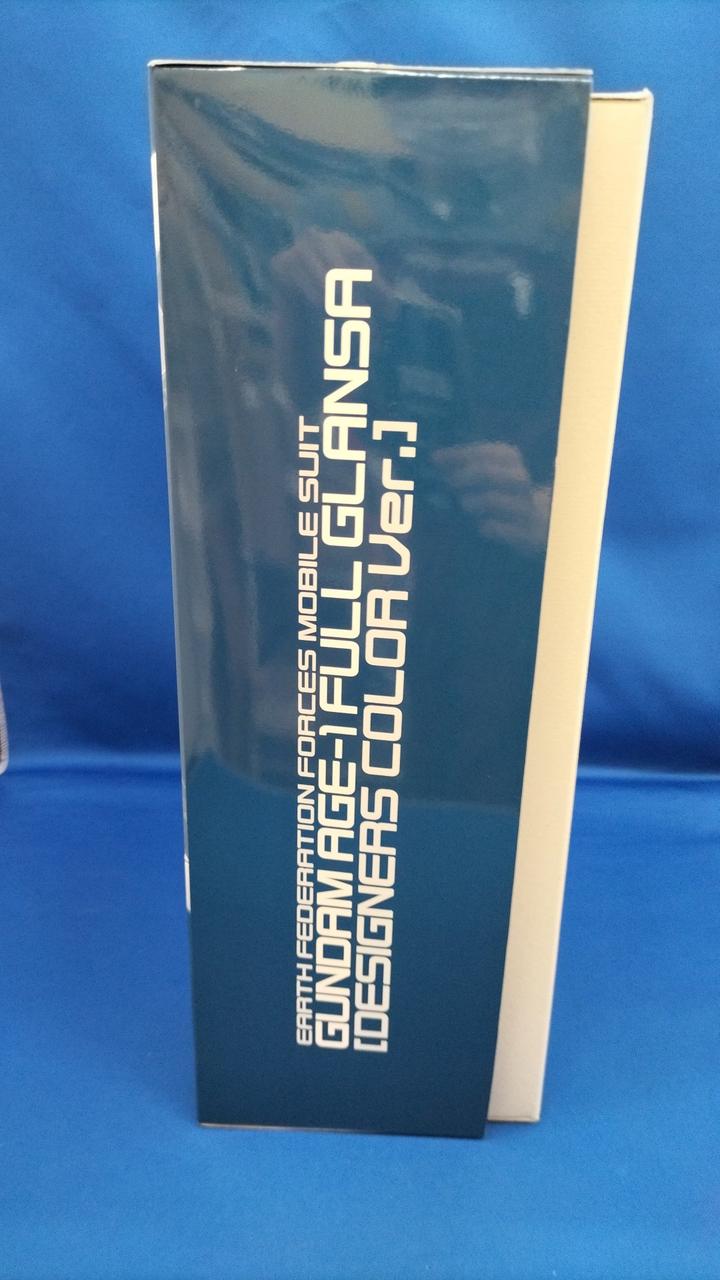 EARTH FEDERATION FORCES MOBILE SUIT
GUNDAM AGE-1 FULL GLANSA
[DESIGNERS COLOR Ver.]